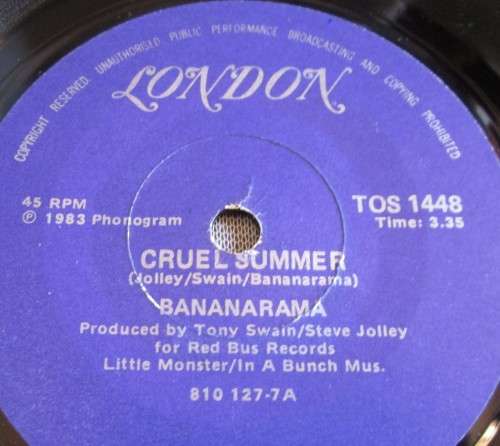 COPYRIGHT RESERVED. UNAUTHORISED PUBLIC PERFORMANCE BROADCASTING AND COPYING PROHIBITED
LONDON
45 RPM
℗ 1983 Phonogram
TOS 1448
Time: 3.35
CRUEL SUMMER
(Jolley/Swain/Bananarama)
BANANARAMA
Produced by Tony Swain/Steve Jolley
for Red Bus Records
Little Monster/In A Bunch Mus.
810 127-7A